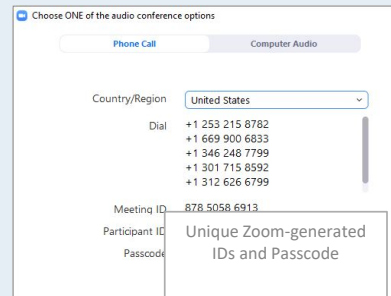 Choose ONE of the audio conference options
Phone Call Computer Audio
Country/Region United States
Dial +1 253 215 8782
+1 669 900 6833
+1 346 248 7799
+1 301 715 8592
+1 312 626 6799
Meeting ID 878 5058 6913
Participant ID
Passcode
Unique Zoom-generated
IDs and Passcode